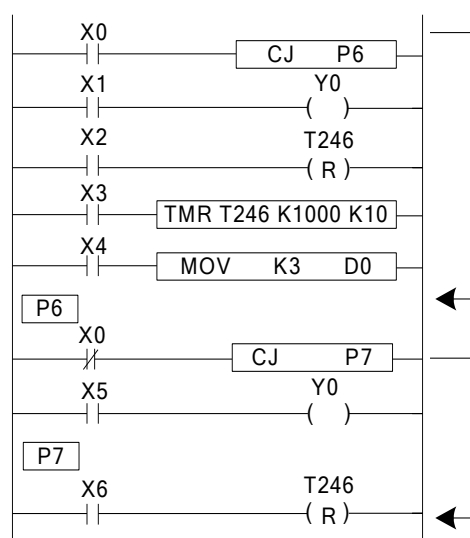 X0
CJ P6
X1 Y0
( )
X2 T246
( R )
X3
TMR T246 K1000 K10
X4
MOV K3 D0
P6
X0
CJ P7
X5 Y0
( )
P7
X6 T246
( R )